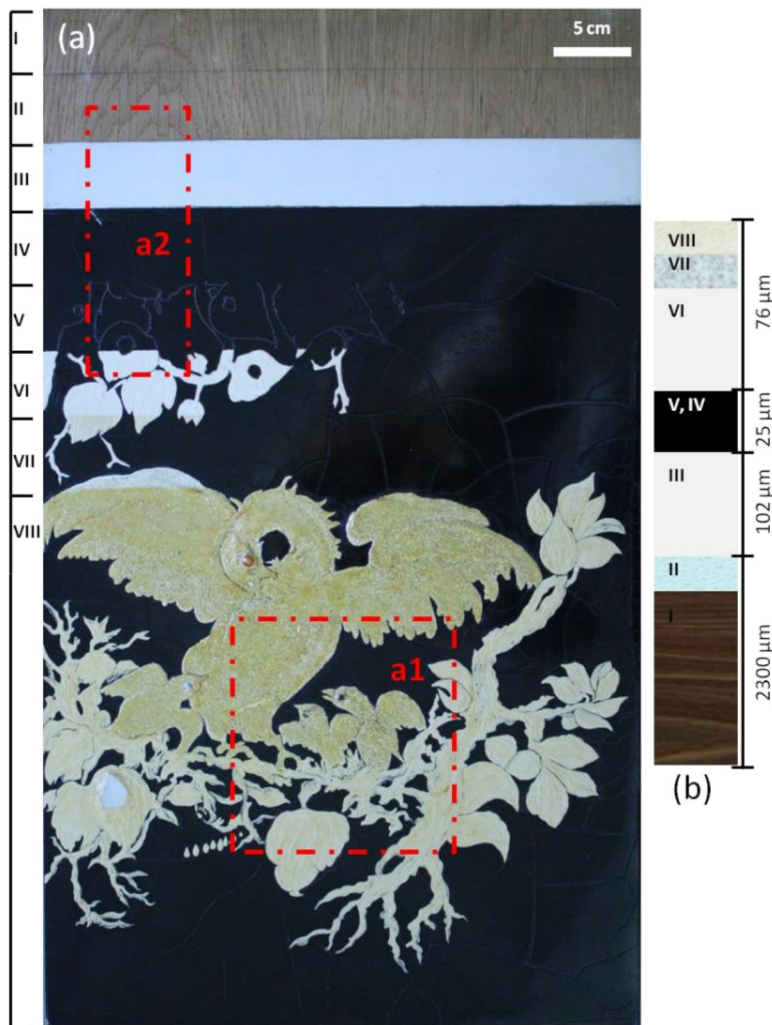 (a)
5 cm
I
II
III
IV
V
VI
VII
VIII
a2
a1
VIII
VII
VI
V, IV
III
II
I
76 μm
25 μm
102 μm
2300 μm
(b)